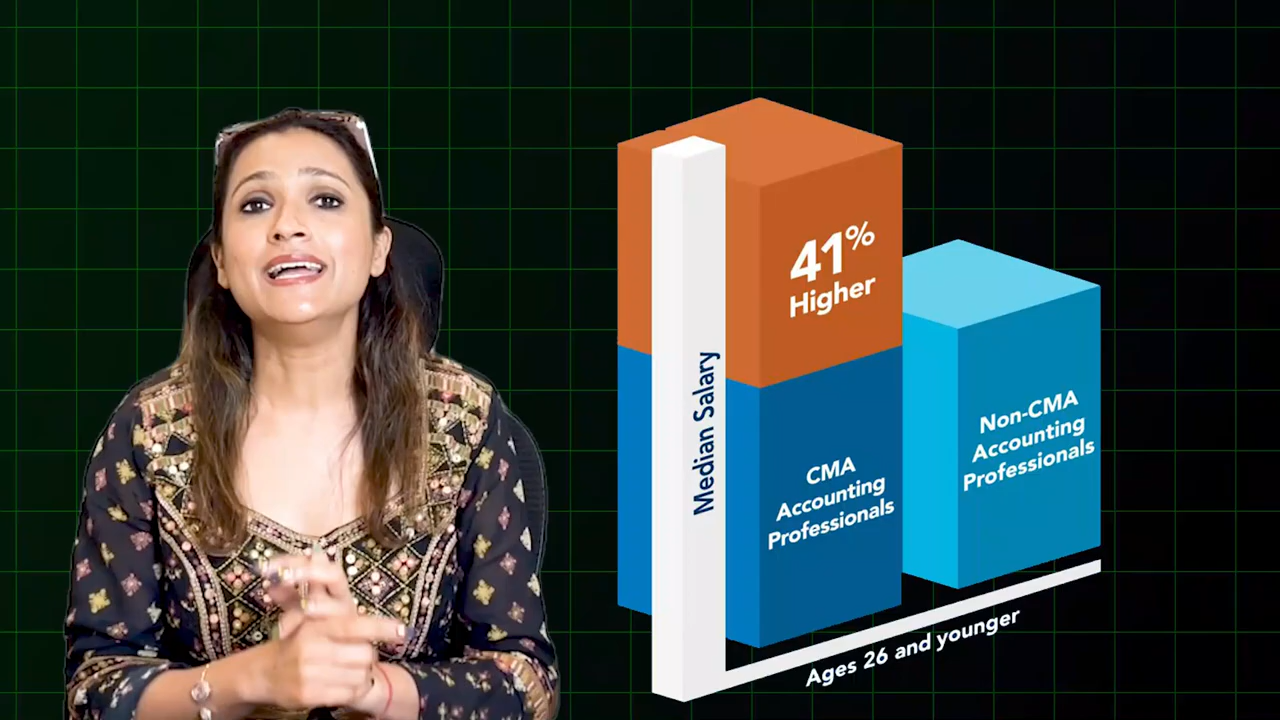 41%
Higher
Median Salary
CMA
Accounting
Professionals
Non-CMA
Accounting
Professionals
Ages 26 and younger